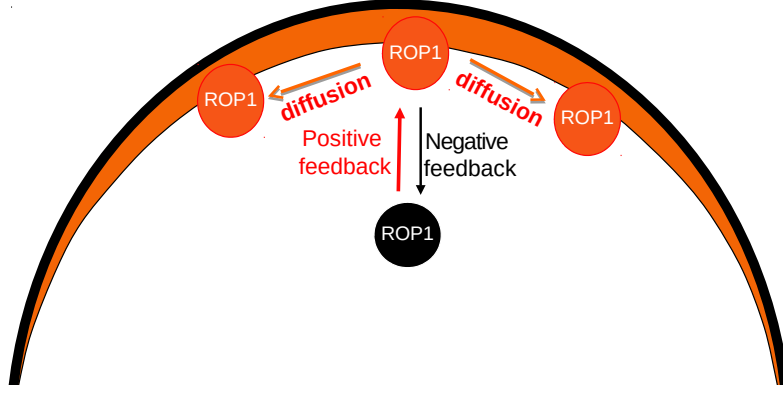 ROP1
ROP1
diffusion
diffusion
ROP1
Positive
feedback
Negative
feedback
ROP1